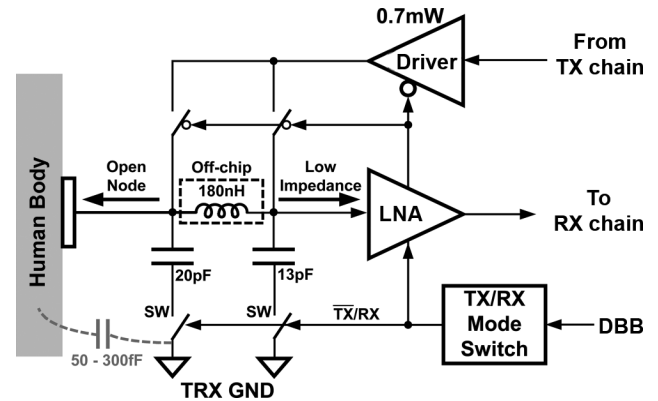 0.7mW
Driver
From
TX chain
Human Body
Open
Node
Off-chip
180nH
Low
Impedance
LNA
To
RX chain
20pF
13pF
SW
SW
TX/RX
TX/RX
Mode
Switch
DBB
50 - 300fF
TRX GND